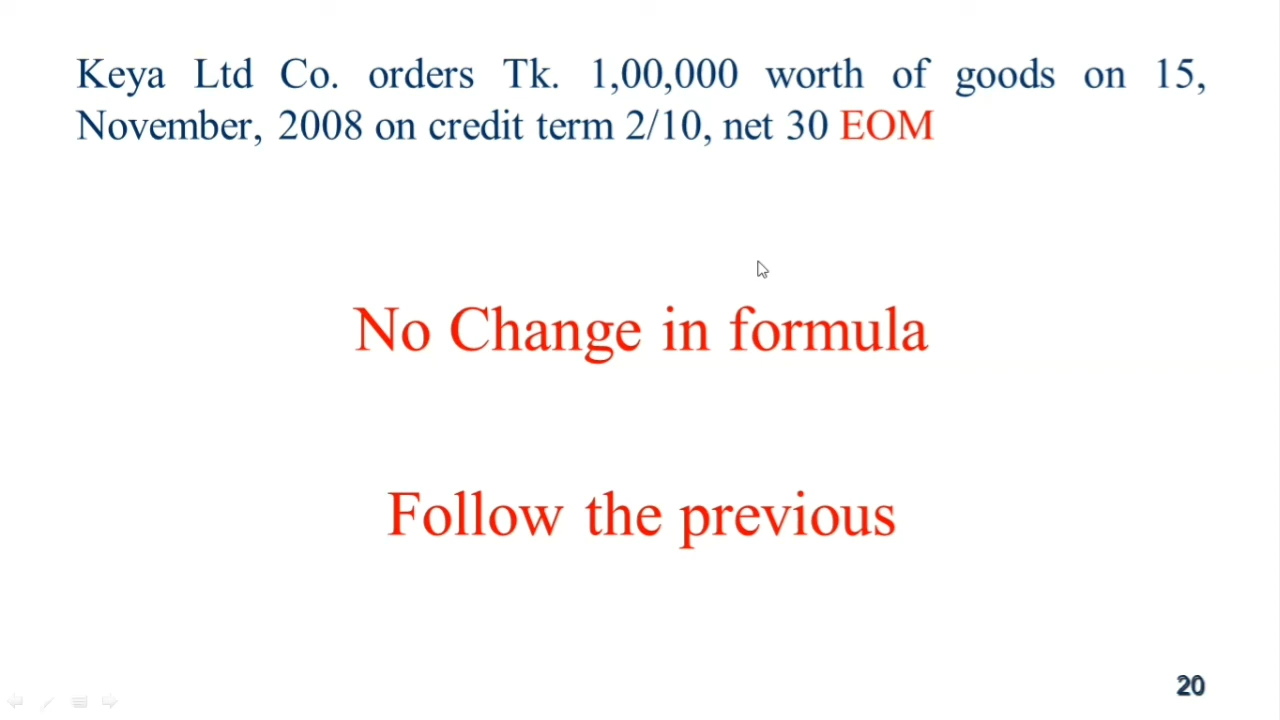 Keya Ltd Co. orders Tk. 1,00,000 worth of goods on 15,
November, 2008 on credit term 2/10, net 30 EOM
No Change in formula
Follow the previous
20